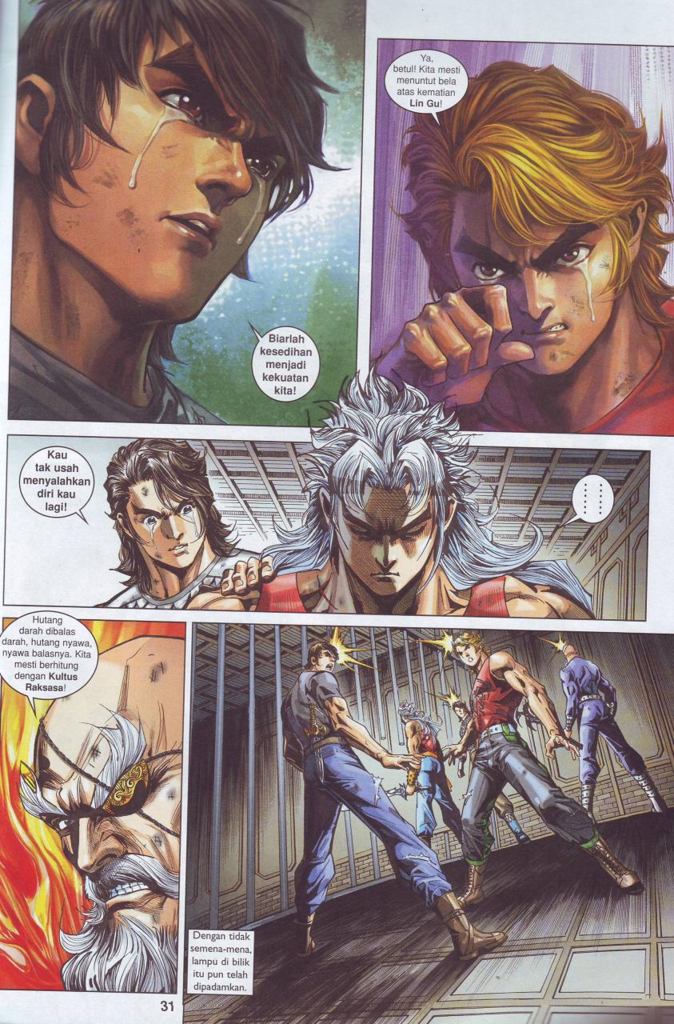 Biarlah
kesedihan
menjadi
kekuatan
kita!
Ya,
betul! Kita mesti
menuntut bela
atas kematian
Lin Gu!
Kau
tak usah
menyalahkan
diri kau
lagi!
......
Hutang
darah dibalas
darah, hutang nyawa,
nyawa balasnya. Kita
mesti berhitung
dengan Kultus
Raksasa!
Dengan tidak
semena-mena,
lampu di bilik
itu pun telah
dipadamkan.
31